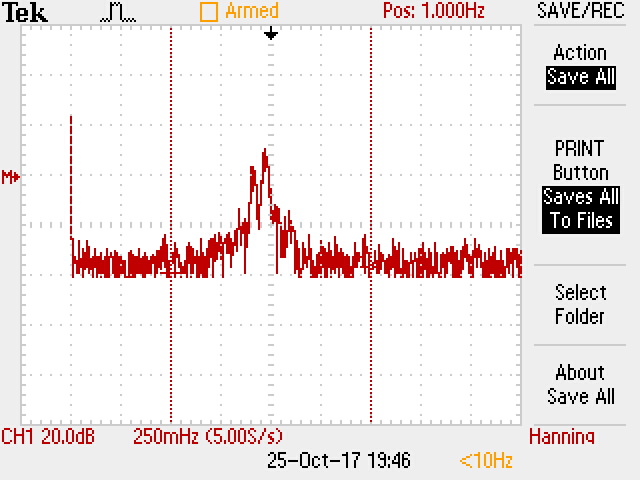 Tek
Armed
Pos: 1.000Hz
SAVE/REC
Action
Save All
PRINT
Button
Saves All
To Files
Select
Folder
About
Save All
M
CH1 20.0dB
250mHz (5.00S/s)
Hanning
25-Oct-17 19:46
<10Hz